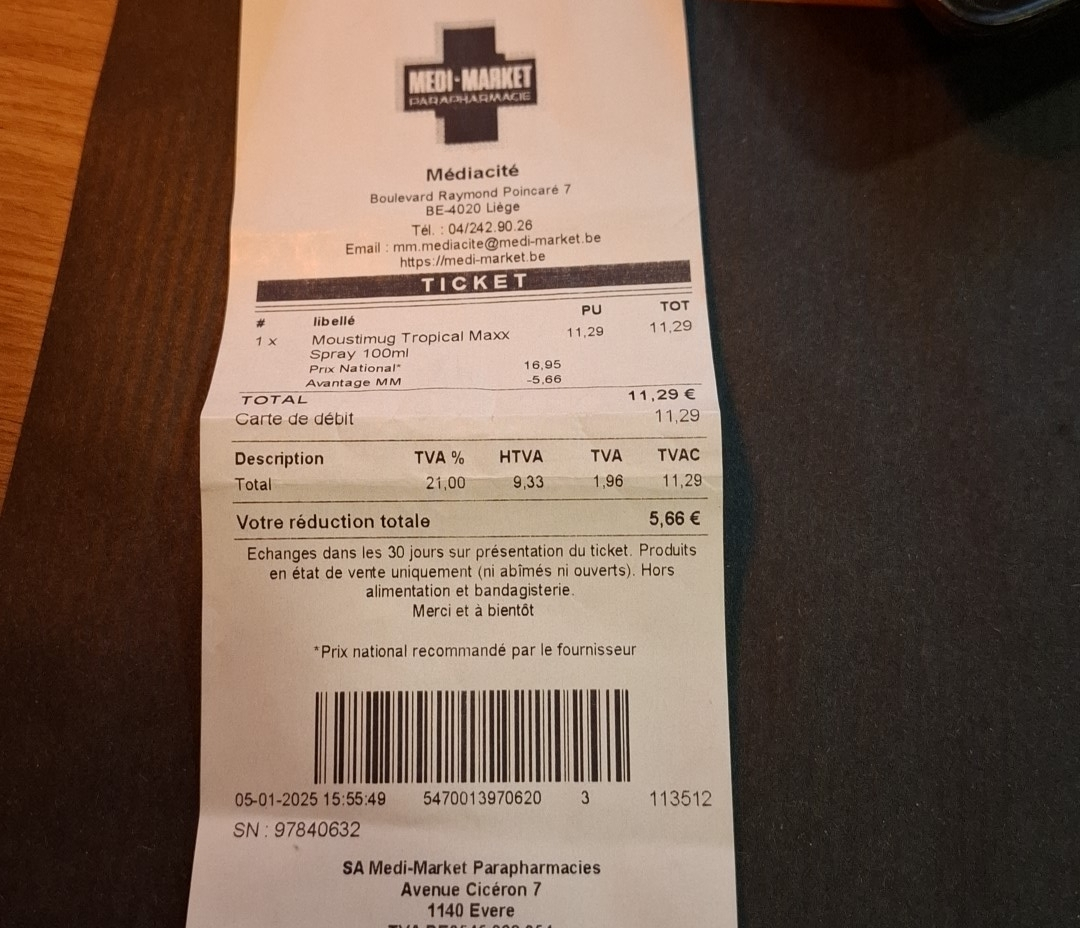 MEDI-MARKET
PARAPHARMACIE
Médiacité
Boulevard Raymond Poincaré 7
BE-4020 Liège
Tél. : 04/242.90.26
Email : mm.mediacite@medi-market.be
https://medi-market.be
TICKET
# libellé PU TOT
1 x Moustimug Tropical Maxx 11,29 11,29
Spray 100ml
Prix National* 16,95
Avantage MM -5,66
TOTAL 11,29 €
Carte de débit 11,29
Description TVA % HTVA TVA TVAC
Total 21,00 9,33 1,96 11,29
Votre réduction totale 5,66 €
Echanges dans les 30 jours sur présentation du ticket. Produits
en état de vente uniquement (ni abîmés ni ouverts). Hors
alimentation et bandagisterie.
Merci et à bientôt
*Prix national recommandé par le fournisseur
05-01-2025 15:55:49 5470013970620 3 113512
SN : 97840632
SA Medi-Market Parapharmacies
Avenue Cicéron 7
1140 Evere